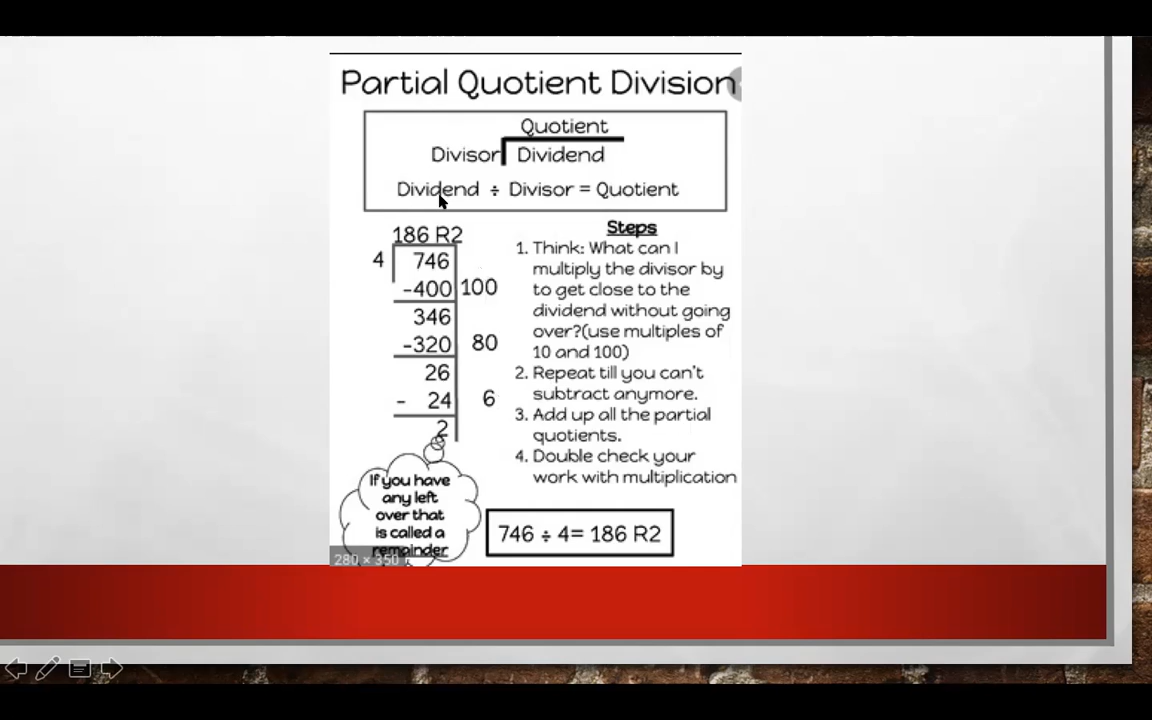 Partial Quotient Division
Quotient
Divisor Dividend
Dividend ÷ Divisor = Quotient
186 R2
4 746
-400 100
346
-320 80
26
- 24 6
2
If you have
any left
over that
is called a
remainder
280 × 350
Steps
1. Think: What can I
multiply the divisor by
to get close to the
dividend without going
over?(use multiples of
10 and 100)
2. Repeat till you can't
subtract anymore.
3. Add up all the partial
quotients.
4. Double check your
work with multiplication
746 ÷ 4= 186 R2